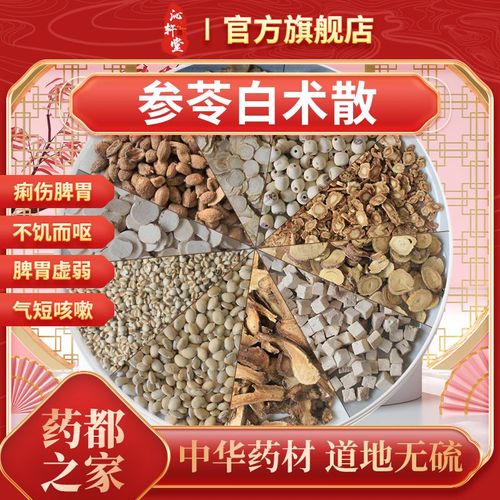 沁轩堂
官方旗舰店
参苓白术散
痢伤脾胃
不饥而呕
脾胃虚弱
气短咳嗽
药都
之家
中华药材 道地无硫